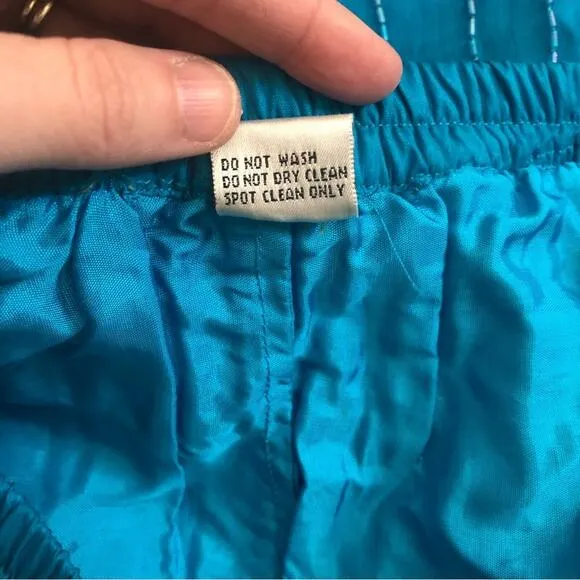 DO NOT WASH
DO NOT DRY CLEAN
SPOT CLEAN ONLY